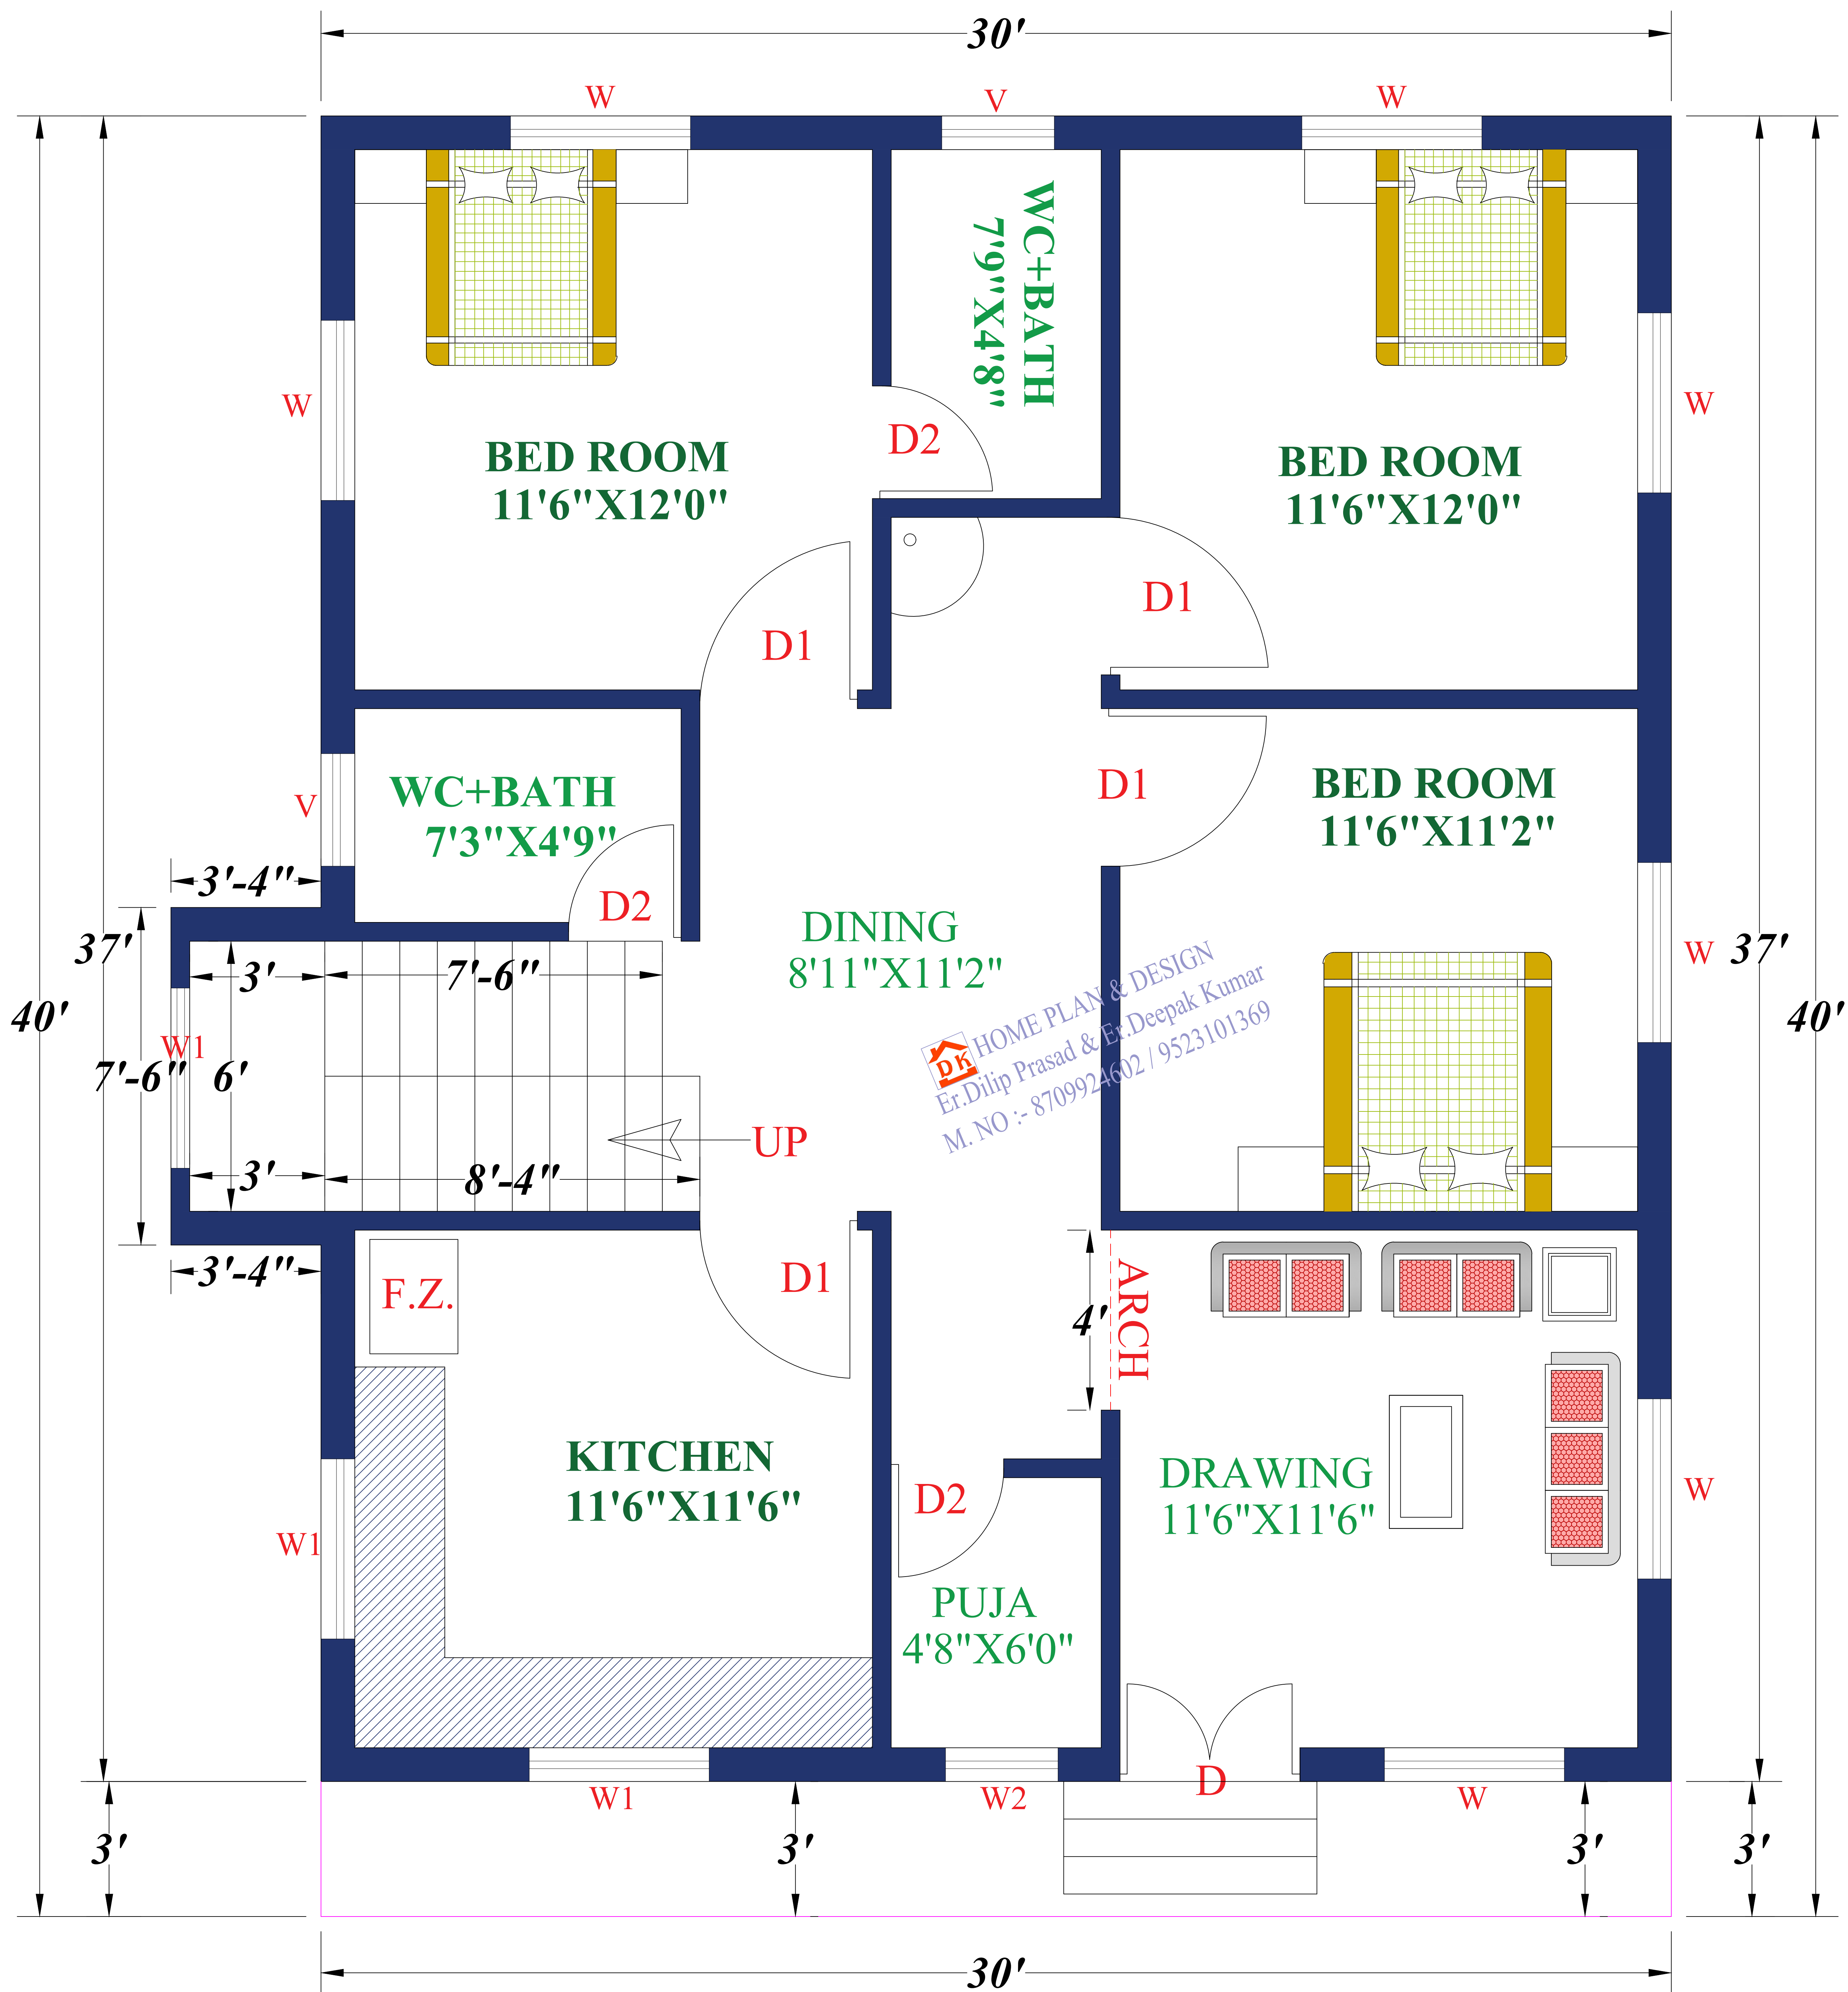 30'
W
V
W
WC+BATH
7'9"X4'8"
W
W
D2
BED ROOM
11'6"X12'0"
BED ROOM
11'6"X12'0"
D1
D1
BED ROOM
11'6"X11'2"
D1
WC+BATH
7'3"X4'9"
V
D2
3'-4"
DINING
8'11"X11'2"
37'
W
37'
3'
7'-6"
40'
40'
W1
7'-6"
6'
DK
HOME PLAN & DESIGN
Er.Dilip Prasad & Er.Deepak Kumar
M. NO :- 8709924602 / 9523101369
UP
3'
8'-4"
3'-4"
F.Z.
D1
4'
ARCH
KITCHEN
11'6"X11'6"
DRAWING
11'6"X11'6"
W
D2
W1
PUJA
4'8"X6'0"
D
W1
W2
W
3'
3'
3'
3'
30'